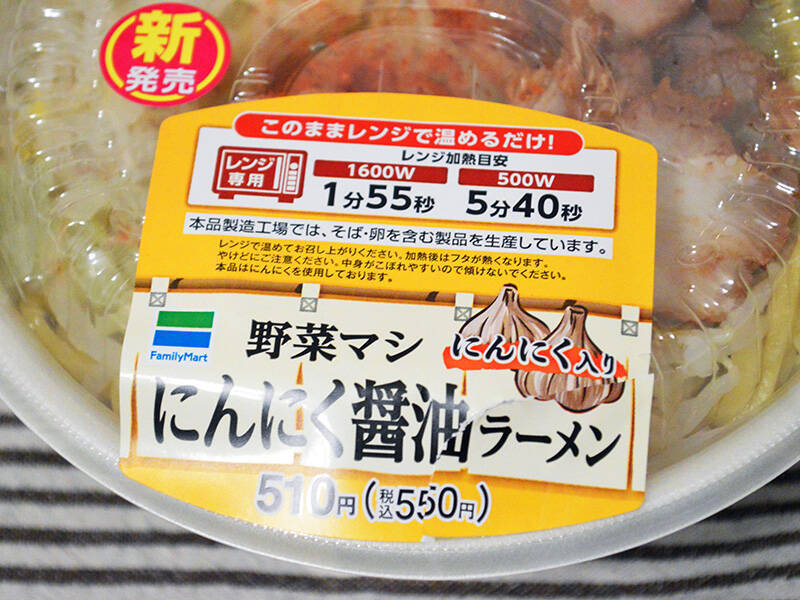 新
発売
このままレンジで温めるだけ!
レンジ
専用
レンジ加熱目安
1600W 500W
1分55秒 5分40秒
本品製造工場では、そば・卵を含む製品を生産しています。
レンジで温めてお召し上がりください。加熱後はフタが熱くなります。
やけどにご注意ください。中身がこぼれやすいので傾けないでください。
本品はにんにくを使用しております。
FamilyMart
野菜マシ
にんにく入り
にんにく醤油ラーメン
510円(税込550円)